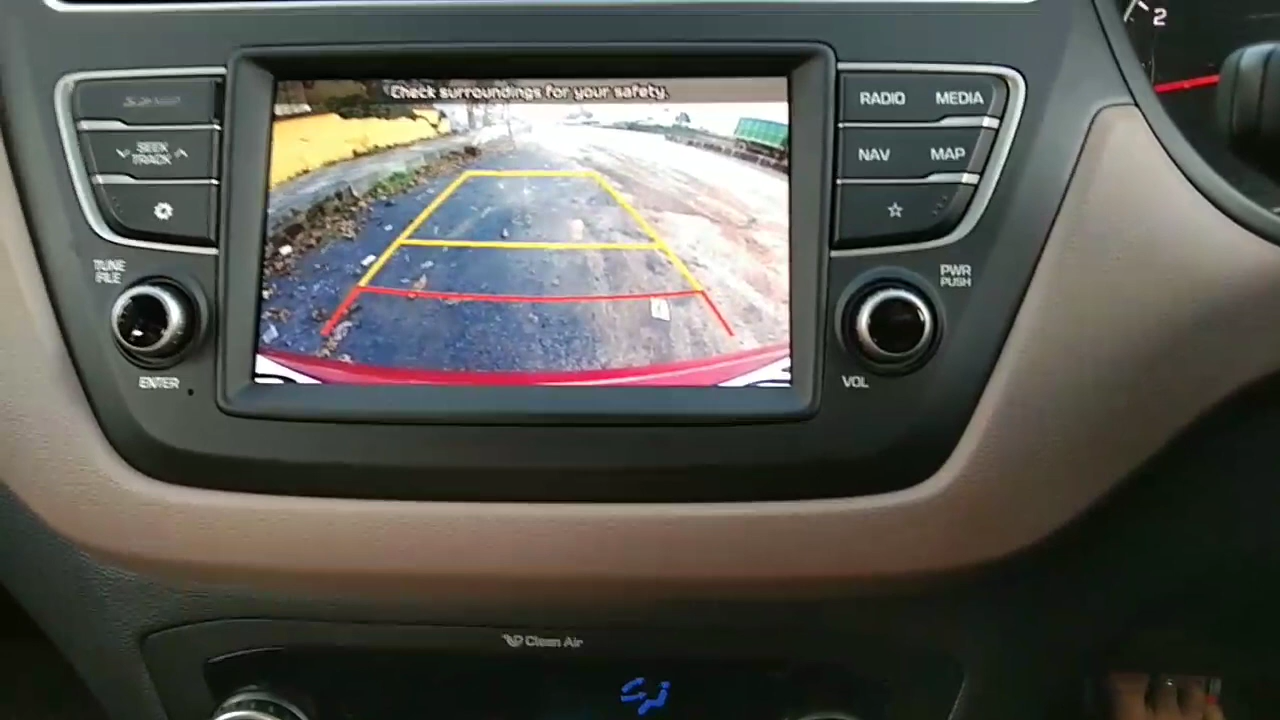 2
Check surroundings for your safety.
RADIO MEDIA
SEEK
TRACK
NAV MAP
TUNE
FILE
PWR
PUSH
ENTER
VOL
Clean Air